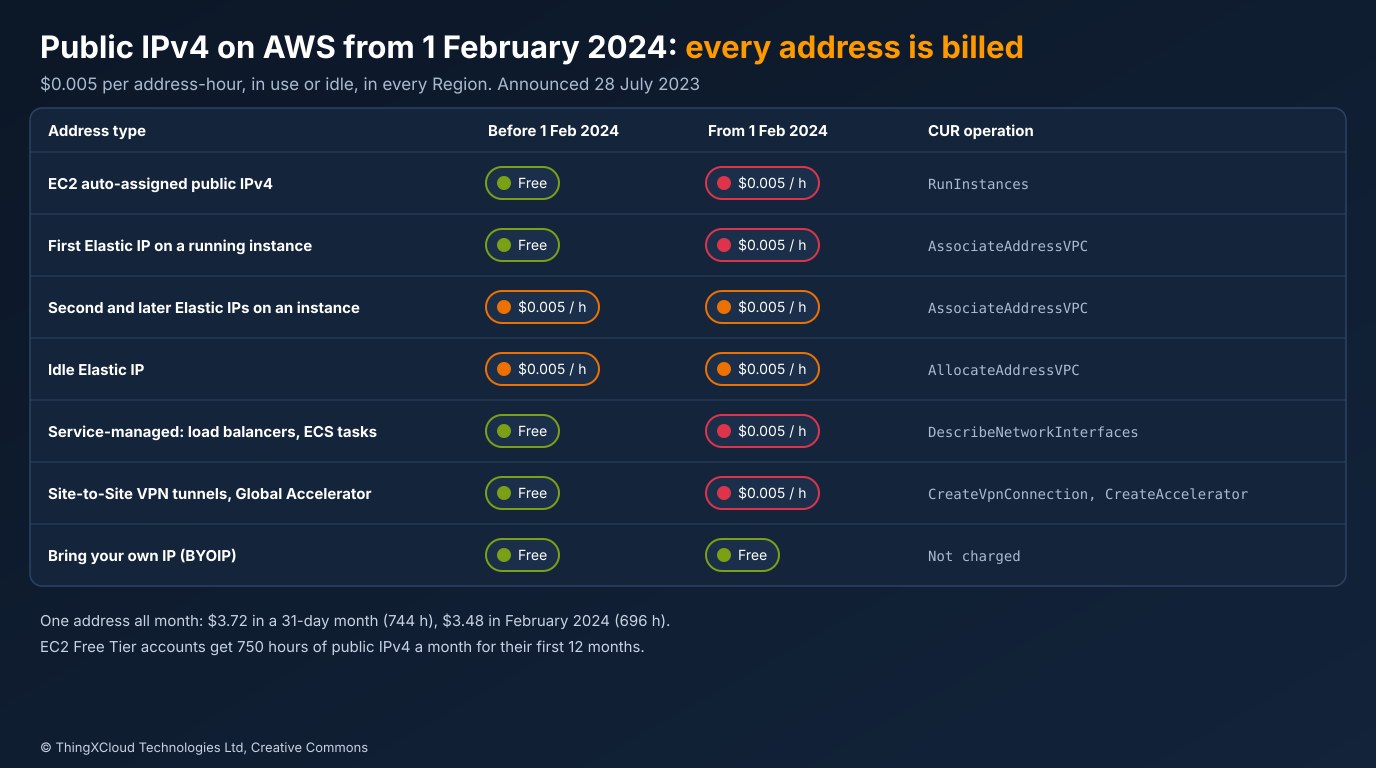 Public IPv4 on AWS from 1 February 2024: every address is billed
$0.005 per address-hour, in use or idle, in every Region. Announced 28 July 2023
Address type Before 1 Feb 2024 From 1 Feb 2024 CUR operation
EC2 auto-assigned public IPv4 Free $0.005 / h RunInstances
First Elastic IP on a running instance Free $0.005 / h AssociateAddressVPC
Second and later Elastic IPs on an instance $0.005 / h $0.005 / h AssociateAddressVPC
Idle Elastic IP $0.005 / h $0.005 / h AllocateAddressVPC
Service-managed: load balancers, ECS tasks Free $0.005 / h DescribeNetworkInterfaces
Site-to-Site VPN tunnels, Global Accelerator Free $0.005 / h CreateVpnConnection, CreateAccelerator
Bring your own IP (BYOIP) Free Free Not charged
One address all month: $3.72 in a 31-day month (744 h), $3.48 in February 2024 (696 h).
EC2 Free Tier accounts get 750 hours of public IPv4 a month for their first 12 months.
© ThingXCloud Technologies Ltd, Creative Commons